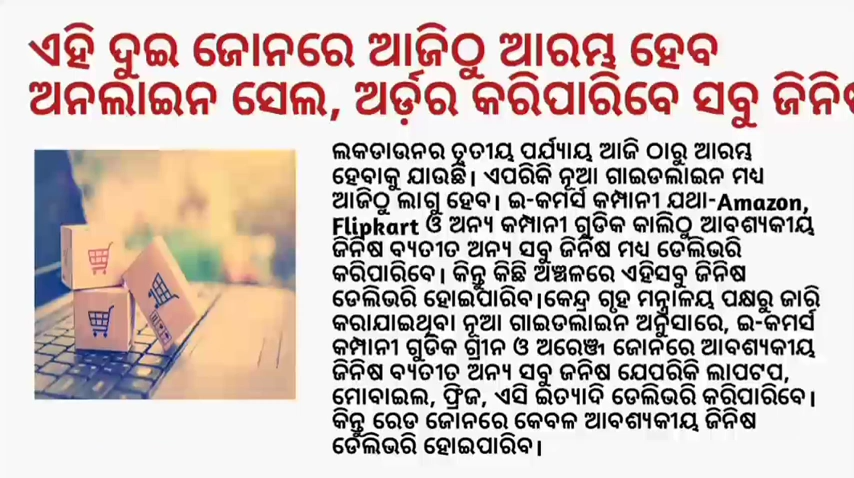 ଏହି ଦୁଇ ଜୋନରେ ଆଜିଠୁ ଆରମ୍ଭ ହେବ
ଅନଲାଇନ ସେଲ, ଅର୍ଡ଼ର କରିପାରିବେ ସବୁ
ଲକଡାଉନର ତୃତୀୟ ପର୍ଯ୍ୟାୟ ଆଜି ଠାରୁ ଆରମ୍ଭ
ହେବାକୁ ଯାଉଛି। ଏପରିକି ନୂଆ ଗାଇଡଲାଇନ ମଧ୍ୟ
ଆଜିଠୁ ଲାଗୁ ହେବ। ଇ-କମର୍ସ କମ୍ପାନୀ ଯଥା-Amazon,
Flipkart ଓ ଅନ୍ୟ କମ୍ପାନୀ ଗୁଡିକ କାଲିଠୁ ଆବଶ୍ୟକୀୟ
ଜିନିଷ ବ୍ୟତୀତ ଅନ୍ୟ ସବୁ ଜିନିଷ ମଧ୍ୟ ଡେଲିଭରି
କରିପାରିବେ। କିନ୍ତୁ କିଛି ଅଞ୍ଚଳରେ ଏହିସବୁ ଜିନିଷ
ଡେଲିଭରି ହୋଇପାରିବ।କେନ୍ଦ୍ର ଗୃହ ମନ୍ତ୍ରାଳୟ ପକ୍ଷରୁ ଜାରି
କରାଯାଇଥିବା ନୂଆ ଗାଇଡଲାଇନ ଅନୁସାରେ, ଇ-କମର୍ସ
କମ୍ପାନୀ ଗୁଡିକ ଗ୍ରୀନ ଓ ଅରେଞ୍ଜ ଜୋନରେ ଆବଶ୍ୟକୀୟ
ଜିନିଷ ବ୍ୟତୀତ ଅନ୍ୟ ସବୁ ଜନିଷ ଯେପରିକି ଲାପଟପ,
ମୋବାଇଲ, ଫ୍ରିଜ, ଏସି ଇତ୍ୟାଦି ଡେଲିଭରି କରିପାରିବେ।
କିନ୍ତୁ ରେଡ ଜୋନରେ କେବଳ ଆବଶ୍ୟକୀୟ ଜିନିଷ
ଡେଲିଭରି ହୋଇପାରିବ।